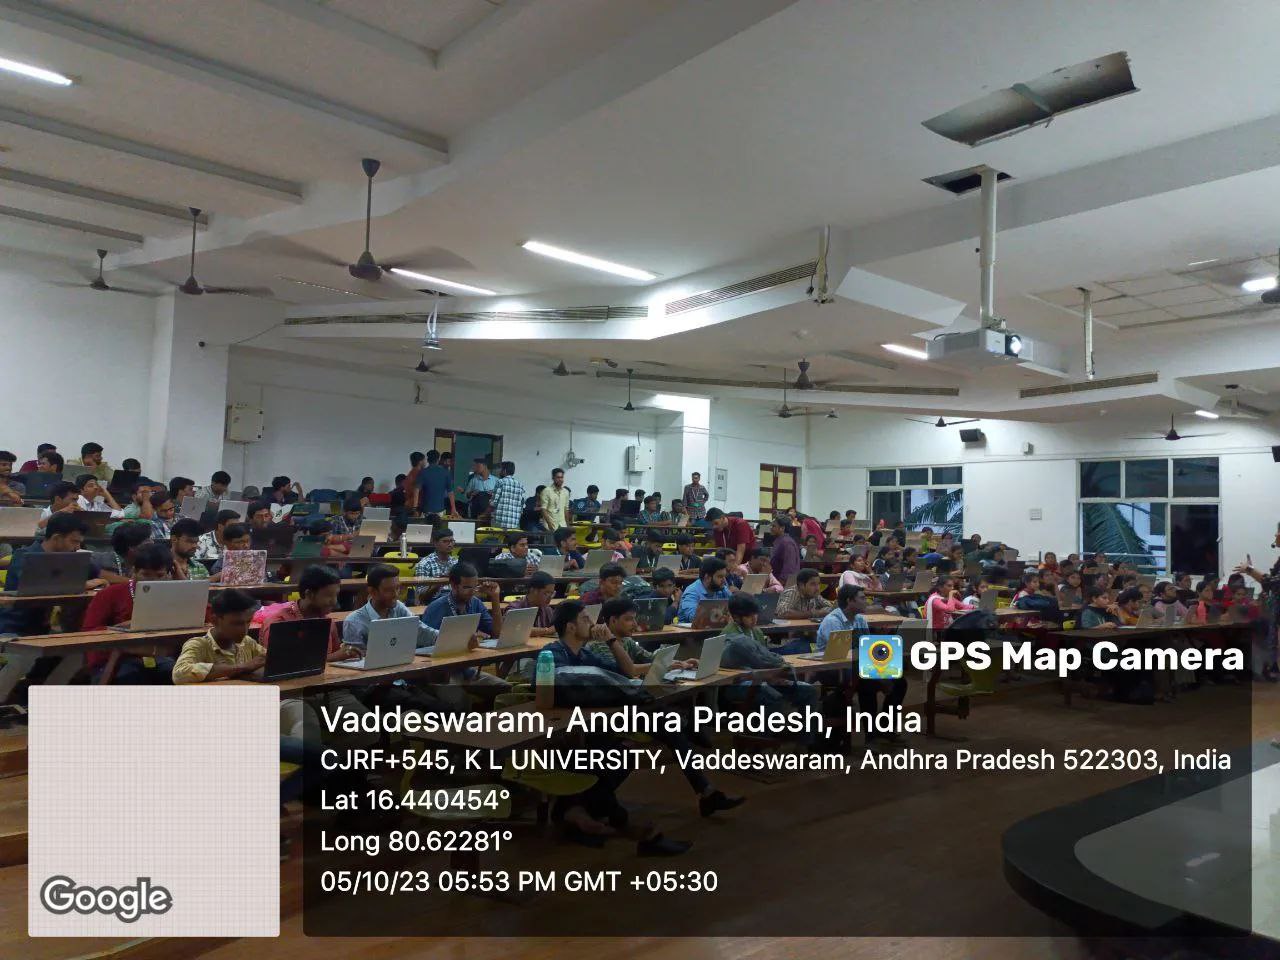 GPS Map Camera
Vaddeswaram, Andhra Pradesh, India
CJRF+545, K L UNIVERSITY, Vaddeswaram, Andhra Pradesh 522303, India
Lat 16.440454°
Long 80.62281°
05/10/23 05:53 PM GMT +05:30
Google